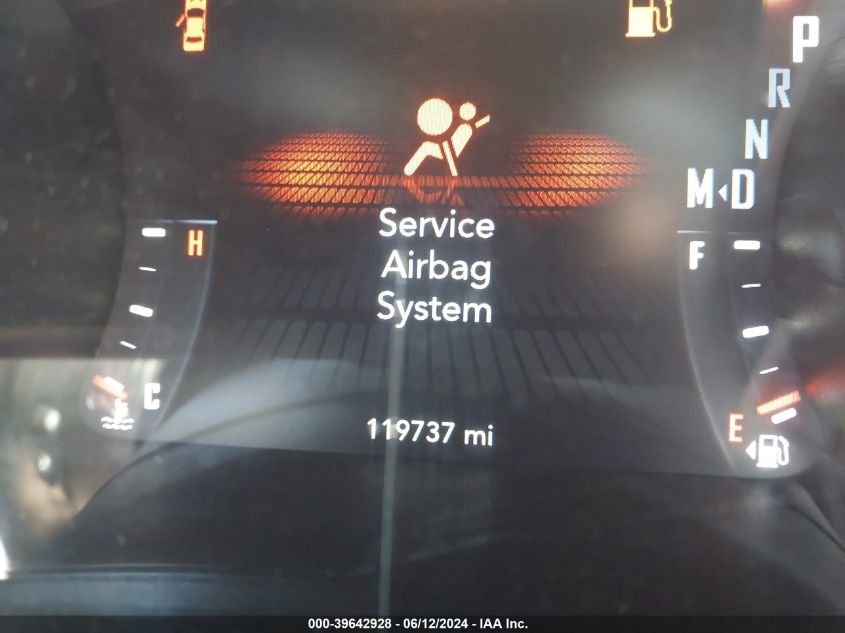 P
R
N
M D
H
F
Service
Airbag
System
C
E
119737 mi
000-39642928 - 06/12/2024 - IAA Inc.